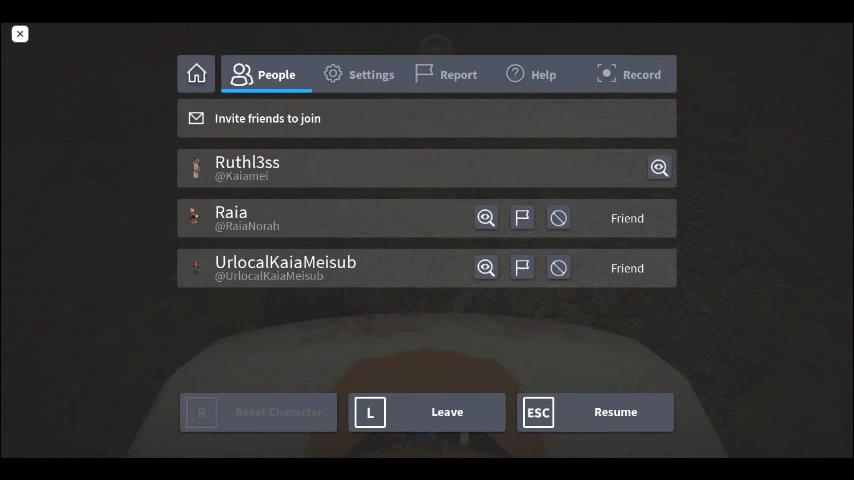 People
Settings
Report
Help
Record
Invite friends to join
Ruthl3ss
@Kaiamei
Raia
@RaiaNorah
Friend
UrlocalKaiaMeisub
@UrlocalKaiaMeisub
Friend
R Reset Character
L Leave
ESC Resume